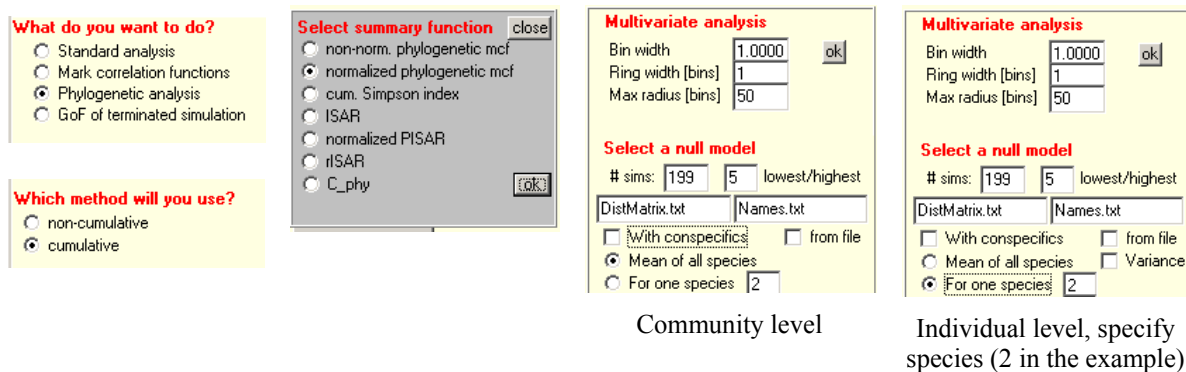 What do you want to do?
Standard analysis
Mark correlation functions
Phylogenetic analysis
GoF of terminated simulation
Which method will you use?
non-cumulative
cumulative
Select summary function close
non-norm. phylogenetic mcf
normalized phylogenetic mcf
cum. Simpson index
ISAR
normalized PISAR
rISAR
C_phy ok
Multivariate analysis
Bin width 1.0000 ok
Ring width [bins] 1
Max radius [bins] 50
Select a null model
# sims: 199 5 lowest/highest
DistMatrix.txt Names.txt
With conspecifics from file
Mean of all species
For one species 2
Community level
Multivariate analysis
Bin width 1.0000 ok
Ring width [bins] 1
Max radius [bins] 50
Select a null model
# sims: 199 5 lowest/highest
DistMatrix.txt Names.txt
With conspecifics from file
Mean of all species Variance
For one species 2
Individual level, specify
species (2 in the example)